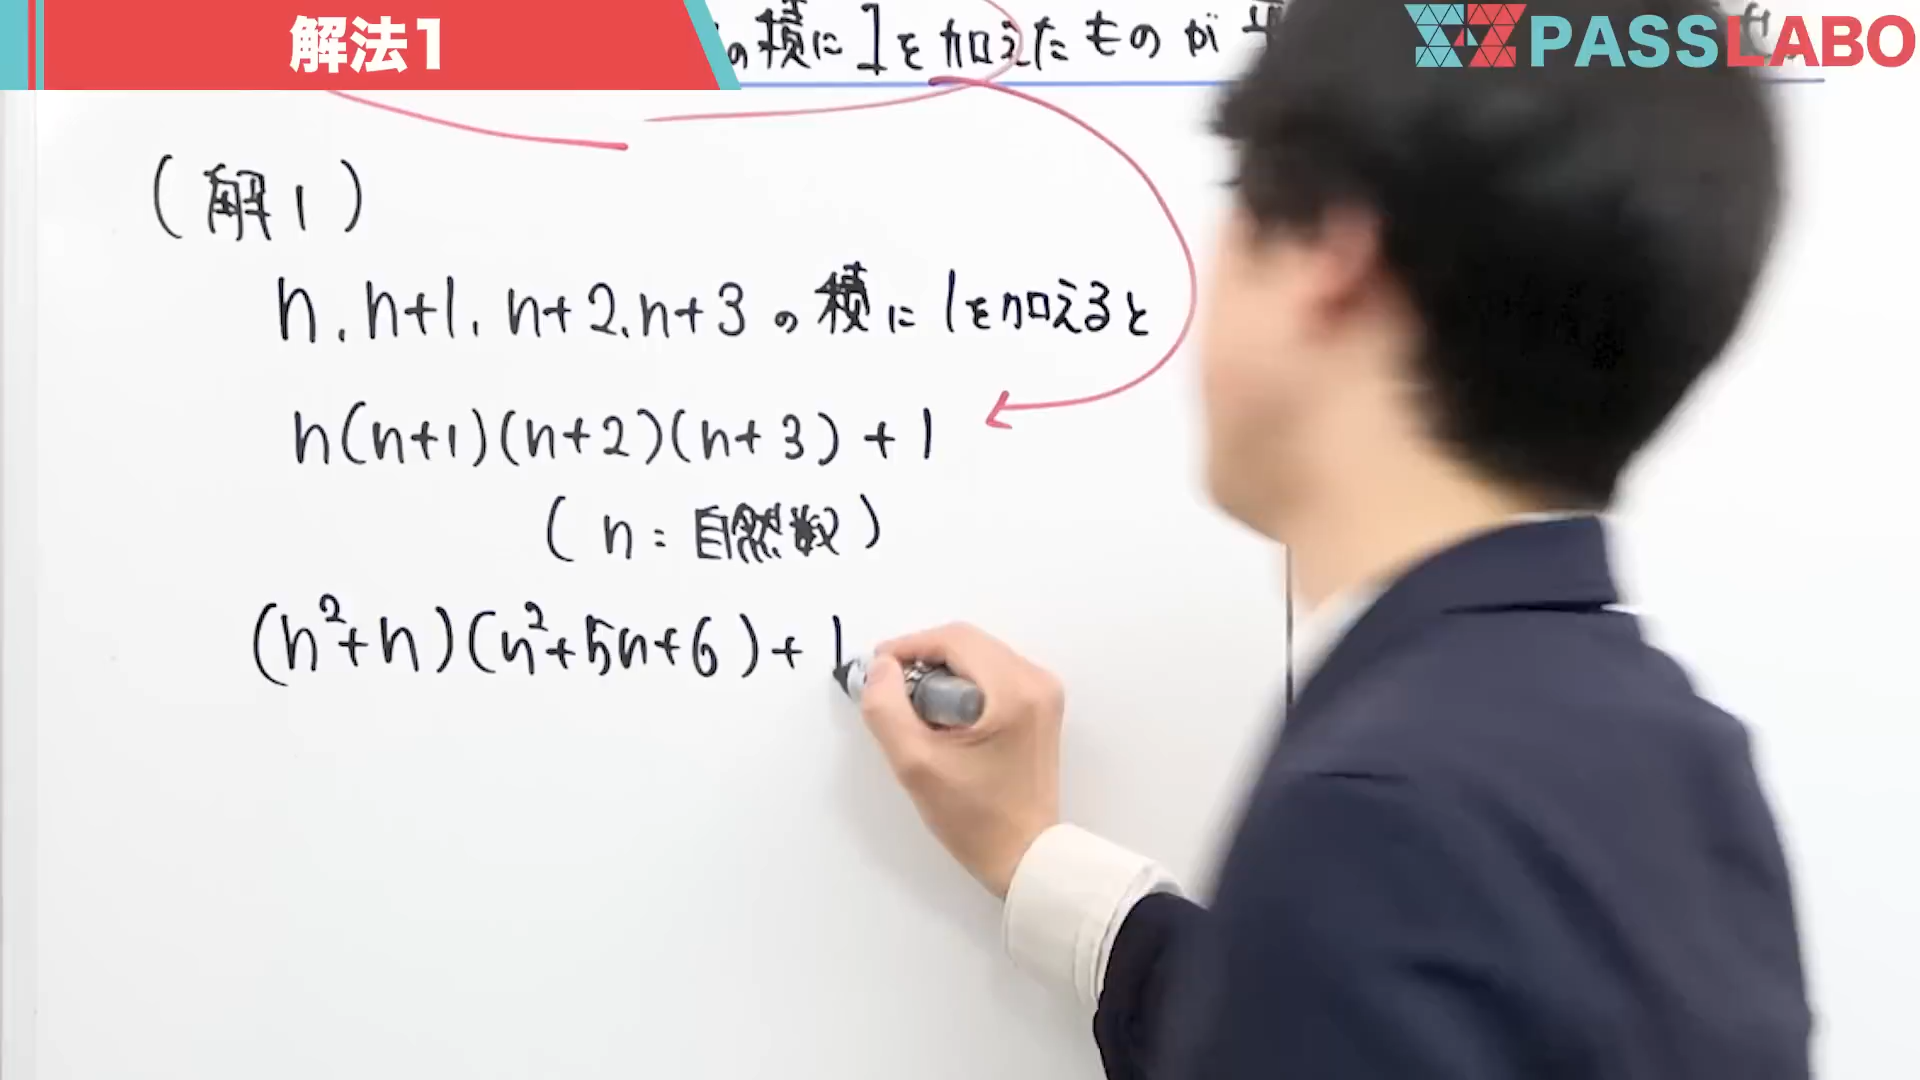 解法1
の積に1を加えたものが平
PASSLABO
(解1)
n、n+1、n+2、n+3の積に1を加えると
n(n+1)(n+2)(n+3)+1
(n:自然数)
(n²+n)(n²+5n+6)+1